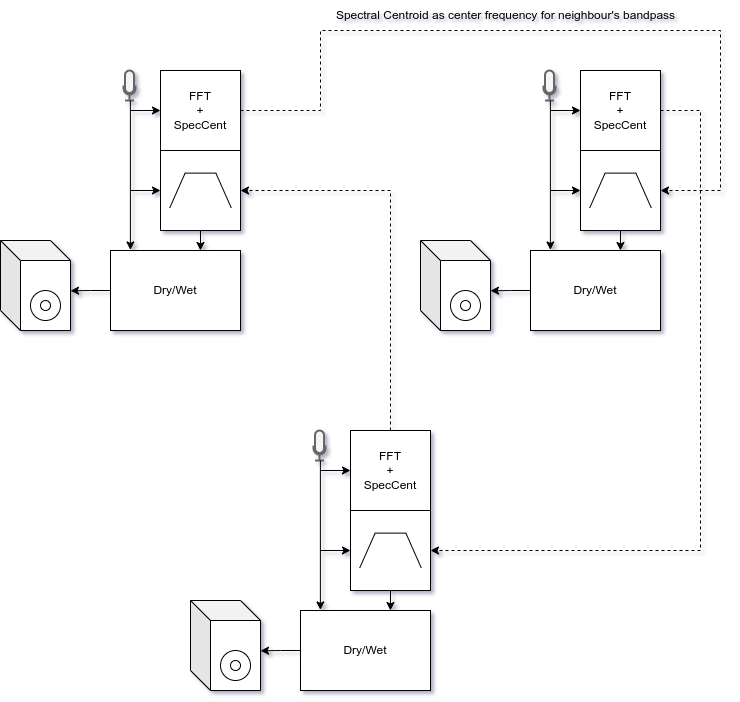 Spectral Centroid as center frequency for neighbour's bandpass
FFT
+
SpecCent
Dry/Wet
FFT
+
SpecCent
Dry/Wet
FFT
+
SpecCent
Dry/Wet